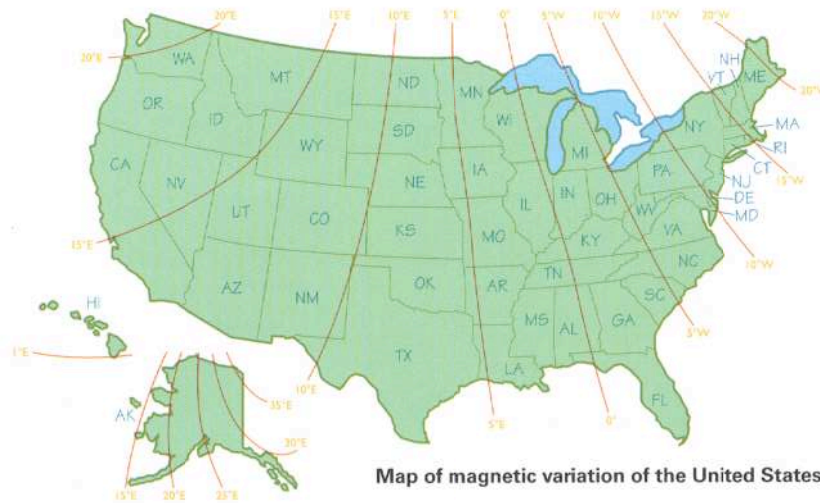 20°E
15°E
10°E
5°E
0°
5°W
10°W
15°W
20°W
20°E
WA
MT
ND
MN
NH
VT
ME
20°W
OR
ID
SD
Wi
MI
NY
MA
WY
RI
CA
NV
NE
IA
PA
CT
UT
CO
IL
IN
OH
NJ
15°W
DE
WV
MD
KS
MO
KY
VA
15°E
NC
10°W
TN
AZ
NM
OK
AR
SC
HI
MS
AL
GA
5°W
1°E
TX
LA
10°E
FL
35°E
AK
0°
5°E
30°E
15°E
20°E
25°E
Map of magnetic variation of the United States